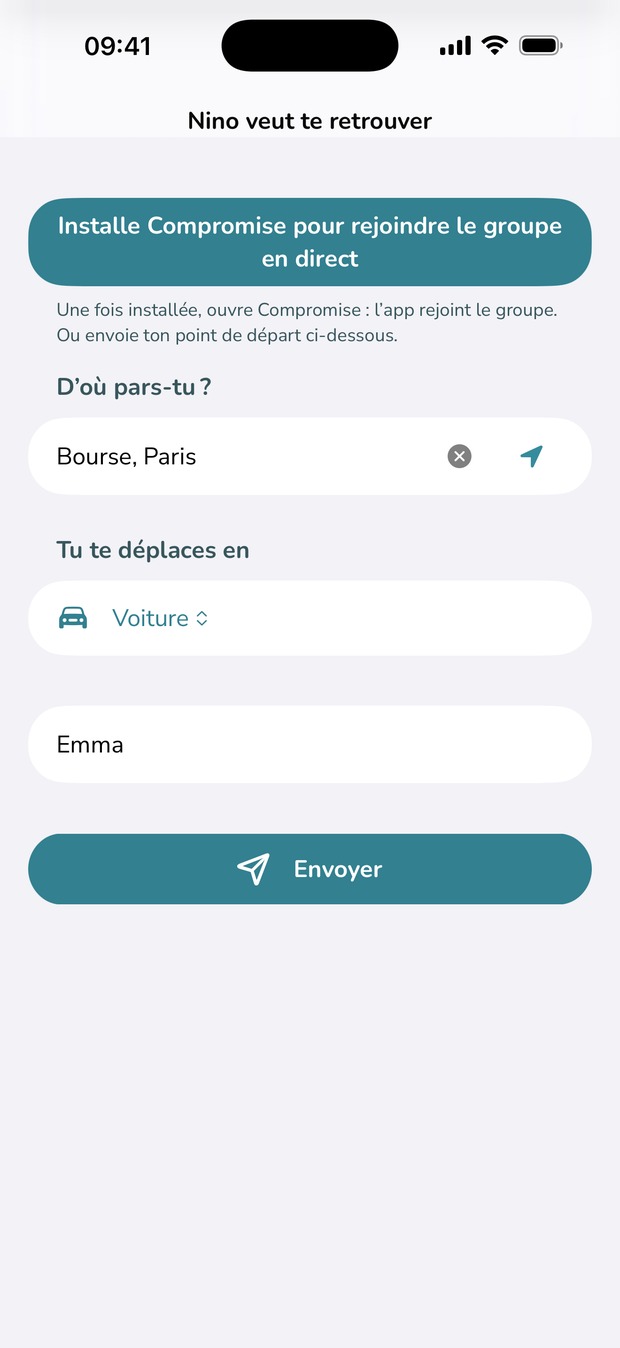 09:41
Nino veut te retrouver
Installe Compromise pour rejoindre le groupe
en direct
Une fois installée, ouvre Compromise : l’app rejoint le groupe.
Ou envoie ton point de départ ci-dessous.
D’où pars-tu ?
Bourse, Paris
Tu te déplaces en
Voiture
Emma
Envoyer